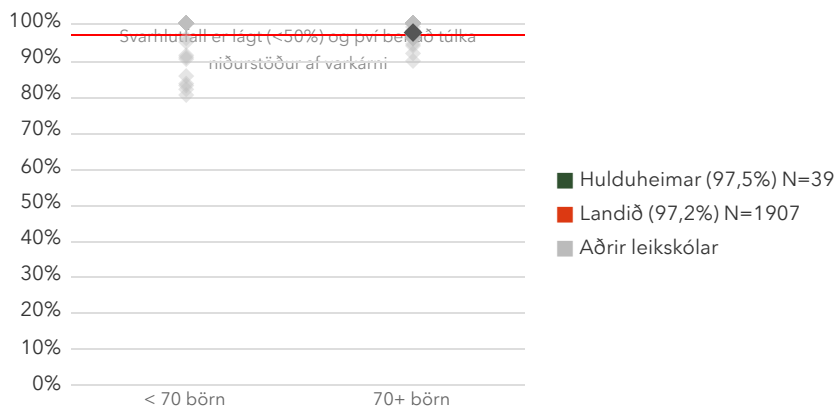 100%
Svarhlutfall er lágt (<50%) og því ber að túlka
90%
niðurstöður af varkárni
80%
70%
60%
50%
40%
30%
20%
10%
0%
< 70 börn
70+ börn
Hulduheimar (97,5%) N=39
Landið (97,2%) N=1907
Aðrir leikskólar